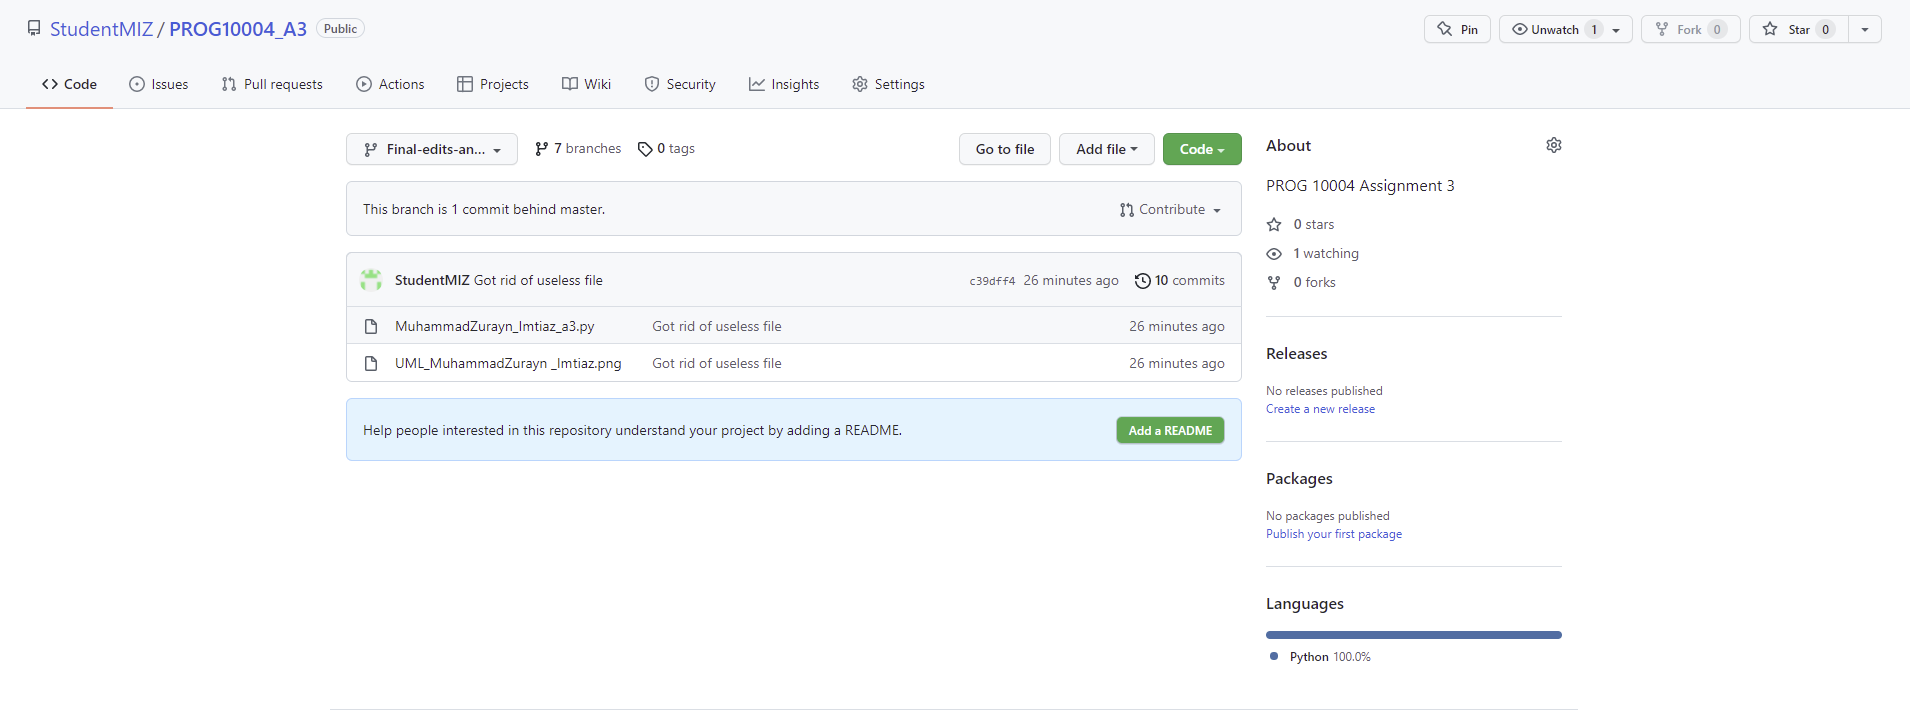 StudentMIZ / PROG10004_A3 Public
Pin Unwatch 1 Fork 0 Star 0
Code Issues Pull requests Actions Projects Wiki Security Insights Settings
Final-edits-an... 7 branches 0 tags Go to file Add file Code
This branch is 1 commit behind master. Contribute
StudentMIZ Got rid of useless file c39dff4 26 minutes ago 10 commits
MuhammadZurayn_Imtiaz_a3.py Got rid of useless file 26 minutes ago
UML_MuhammadZurayn _Imtiaz.png Got rid of useless file 26 minutes ago
Help people interested in this repository understand your project by adding a README. Add a README
About
PROG 10004 Assignment 3
0 stars
1 watching
0 forks
Releases
No releases published
Create a new release
Packages
No packages published
Publish your first package
Languages
Python 100.0%